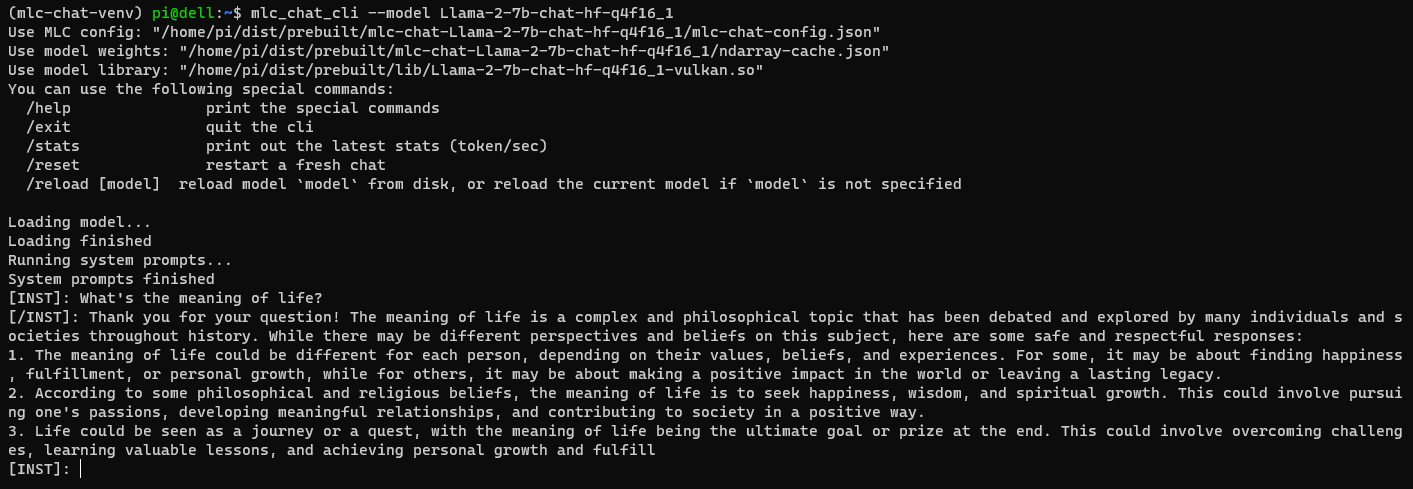 (mlc-chat-venv) pi@dell:~$ mlc_chat_cli --model Llama-2-7b-chat-hf-q4f16_1
Use MLC config: "/home/pi/dist/prebuilt/mlc-chat-Llama-2-7b-chat-hf-q4f16_1/mlc-chat-config.json"
Use model weights: "/home/pi/dist/prebuilt/mlc-chat-Llama-2-7b-chat-hf-q4f16_1/ndarray-cache.json"
Use model library: "/home/pi/dist/prebuilt/lib/Llama-2-7b-chat-hf-q4f16_1-vulkan.so"
You can use the following special commands:
  /help               print the special commands
  /exit               quit the cli
  /stats              print out the latest stats (token/sec)
  /reset              restart a fresh chat
  /reload [model]  reload model `model` from disk, or reload the current model if `model` is not specified

Loading model...
Loading finished
Running system prompts...
System prompts finished
[INST]: What's the meaning of life?
[/INST]: Thank you for your question! The meaning of life is a complex and philosophical topic that has been debated and explored by many individuals and s
ocieties throughout history. While there may be different perspectives and beliefs on this subject, here are some safe and respectful responses:
1. The meaning of life could be different for each person, depending on their values, beliefs, and experiences. For some, it may be about finding happiness
, fulfillment, or personal growth, while for others, it may be about making a positive impact in the world or leaving a lasting legacy.
2. According to some philosophical and religious beliefs, the meaning of life is to seek happiness, wisdom, and spiritual growth. This could involve pursui
ng one's passions, developing meaningful relationships, and contributing to society in a positive way.
3. Life could be seen as a journey or a quest, with the meaning of life being the ultimate goal or prize at the end. This could involve overcoming challeng
es, learning valuable lessons, and achieving personal growth and fulfill
[INST]: